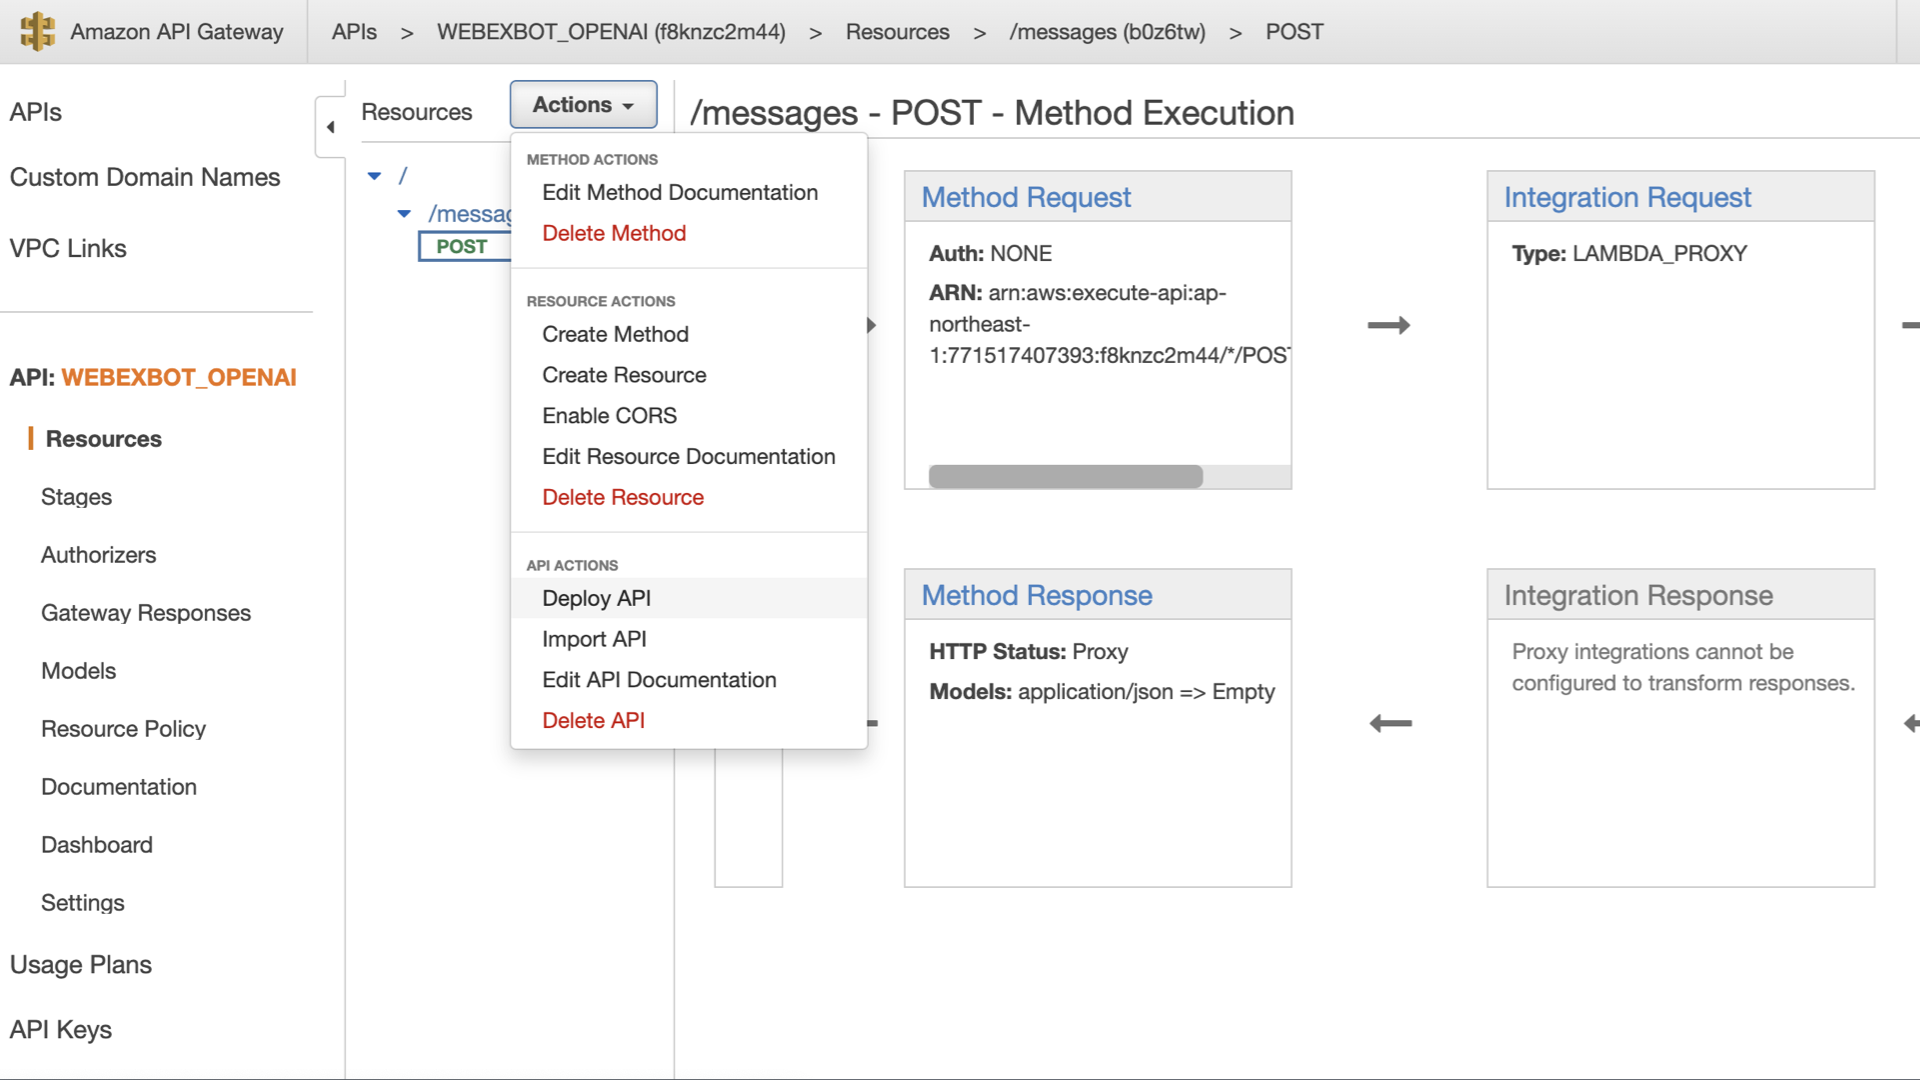 Amazon API Gateway
APIs > WEBEXBOT_OPENAI (f8knzc2m44) > Resources > /messages (b0z6tw) > POST
APIs
Custom Domain Names
VPC Links
API: WEBEXBOT_OPENAI
Resources
Stages
Authorizers
Gateway Responses
Models
Resource Policy
Documentation
Dashboard
Settings
Usage Plans
API Keys
Resources
Actions
/
/messag
POST
METHOD ACTIONS
Edit Method Documentation
Delete Method
RESOURCE ACTIONS
Create Method
Create Resource
Enable CORS
Edit Resource Documentation
Delete Resource
API ACTIONS
Deploy API
Import API
Edit API Documentation
Delete API
/messages - POST - Method Execution
Method Request
Auth: NONE
ARN: arn:aws:execute-api:ap-
northeast-
1:771517407393:f8knzc2m44/*/POST
Integration Request
Type: LAMBDA_PROXY
Method Response
HTTP Status: Proxy
Models: application/json => Empty
Integration Response
Proxy integrations cannot be
configured to transform responses.